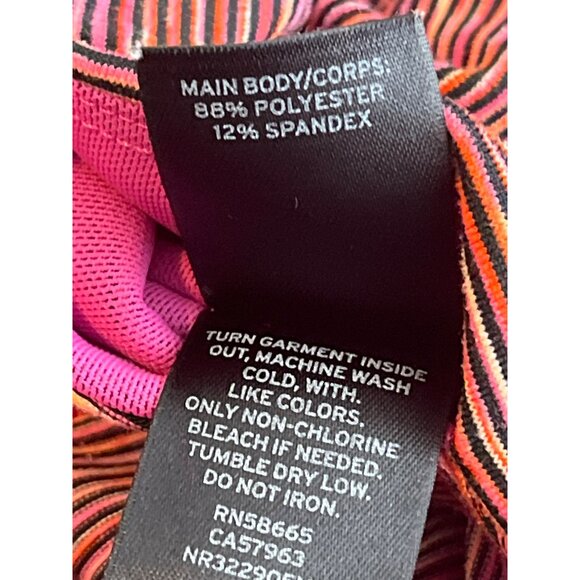 MAIN BODY/CORPS:
88% POLYESTER
12% SPANDEX
TURN GARMENT INSIDE
OUT, MACHINE WASH
COLD, WITH.
LIKE COLORS.
ONLY NON-CHLORINE
BLEACH IF NEEDED.
TUMBLE DRY LOW.
DO NOT IRON.
RN58665
CA57963